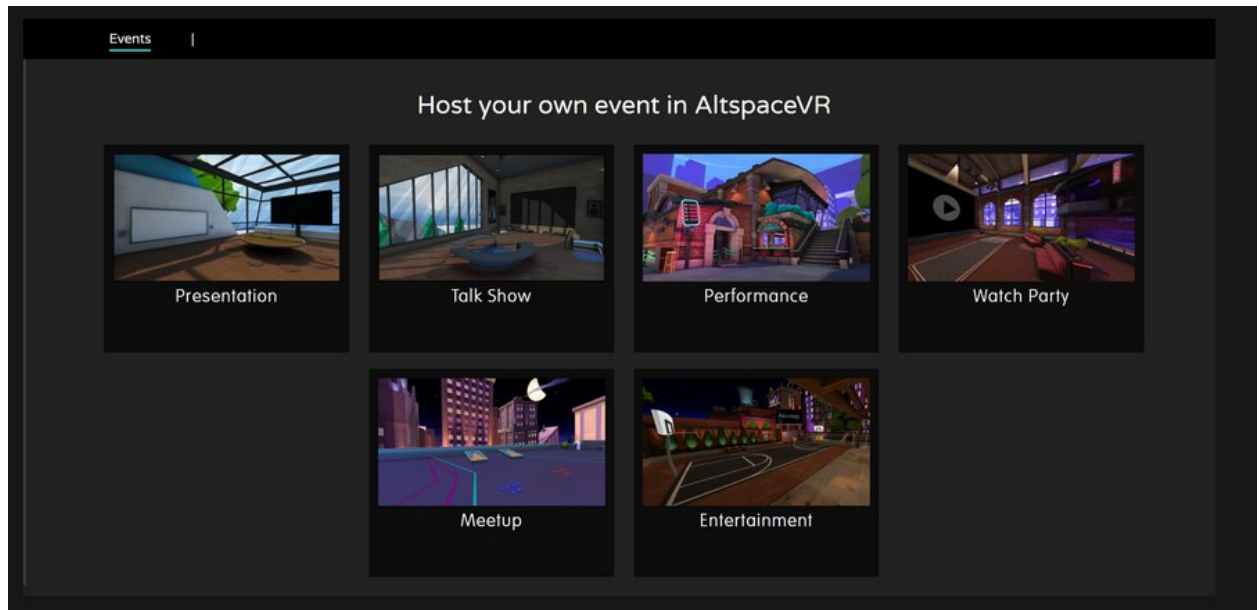 Events |
Host your own event in AltspaceVR
Presentation
Talk Show
Performance
Watch Party
Meetup
Entertainment